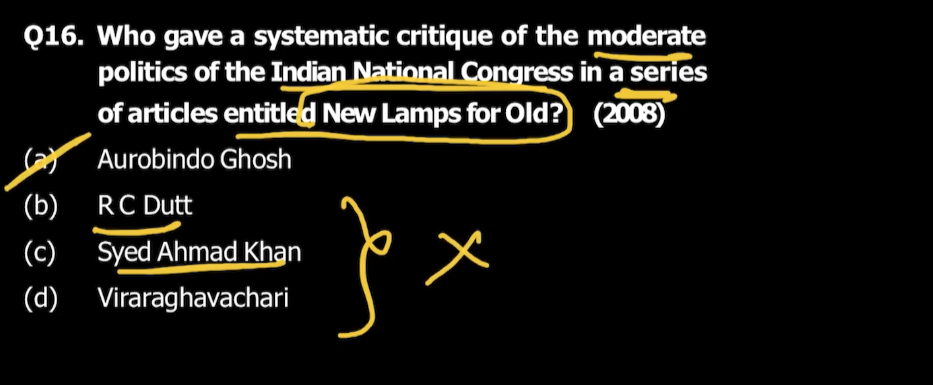 Q16. Who gave a systematic critique of the moderate
politics of the Indian National Congress in a series
of articles entitled New Lamps for Old? (2008)
(a) Aurobindo Ghosh
(b) R C Dutt
(c) Syed Ahmad Khan
(d) Viraraghavachari